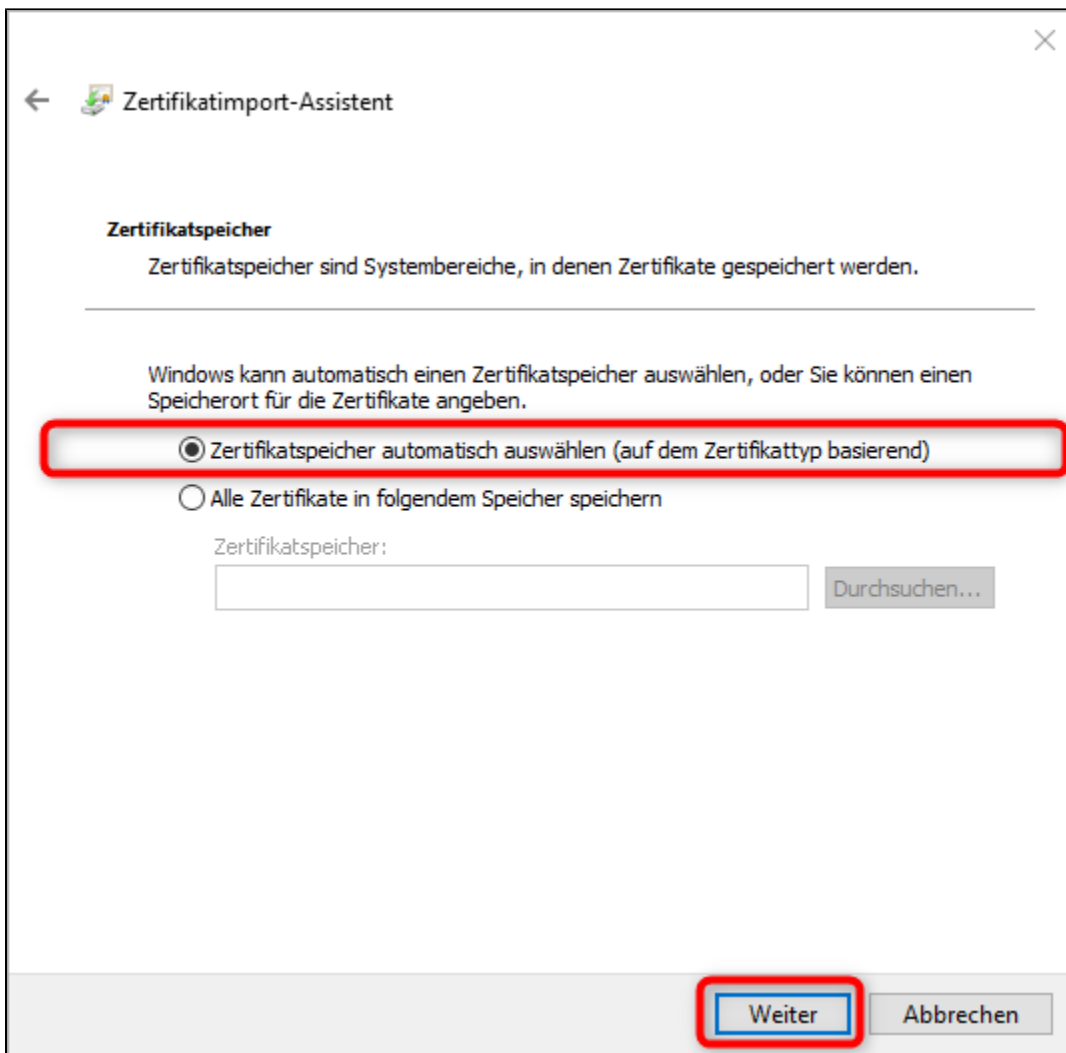 Zertifikatimport-Assistent
Zertifikatspeicher
Zertifikatspeicher sind Systembereiche, in denen Zertifikate gespeichert werden.
Windows kann automatisch einen Zertifikatspeicher auswählen, oder Sie können einen
Speicherort für die Zertifikate angeben.
Zertifikatspeicher automatisch auswählen (auf dem Zertifikattyp basierend)
Alle Zertifikate in folgendem Speicher speichern
Zertifikatspeicher:
Durchsuchen...
Weiter Abbrechen